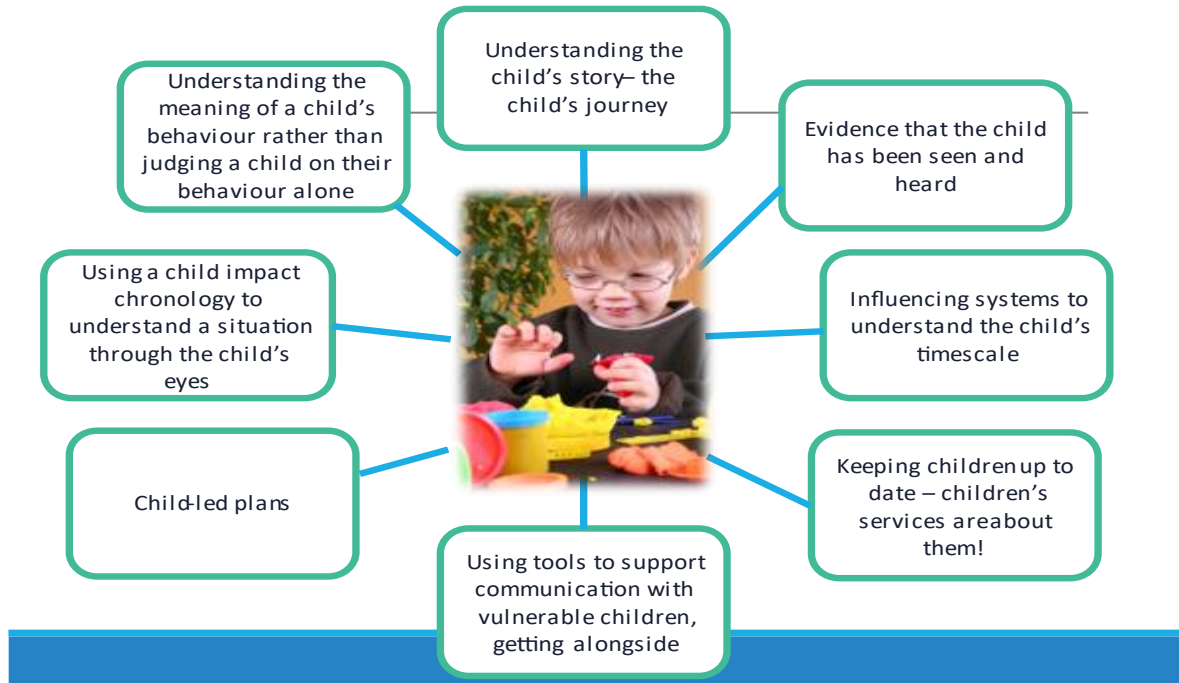 Understanding the
child's story– the
child's journey
Evidence that the child
has been seen and
heard
Influencing systems to
understand the child's
timescale
Keeping children up to
date – children's
services areabout
them!
Using tools to support
communication with
vulnerable children,
getting alongside
Child-led plans
Using a child impact
chronology to
understand a situation
through the child's
eyes
Understanding the
meaning of a child's
behaviour rather than
judging a child on their
behaviour alone